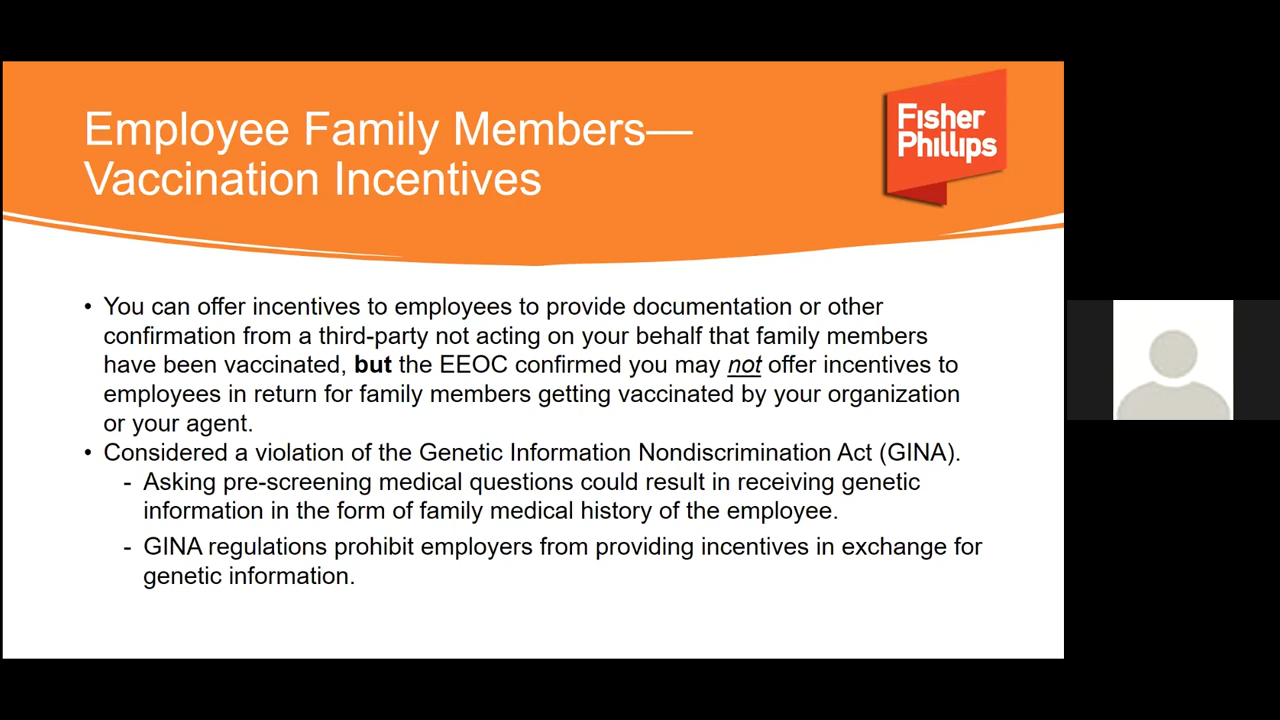 Employee Family Members—
Vaccination Incentives
Fisher
Phillips
• You can offer incentives to employees to provide documentation or other
confirmation from a third-party not acting on your behalf that family members
have been vaccinated, but the EEOC confirmed you may not offer incentives to
employees in return for family members getting vaccinated by your organization
or your agent.
• Considered a violation of the Genetic Information Nondiscrimination Act (GINA).
- Asking pre-screening medical questions could result in receiving genetic
information in the form of family medical history of the employee.
- GINA regulations prohibit employers from providing incentives in exchange for
genetic information.